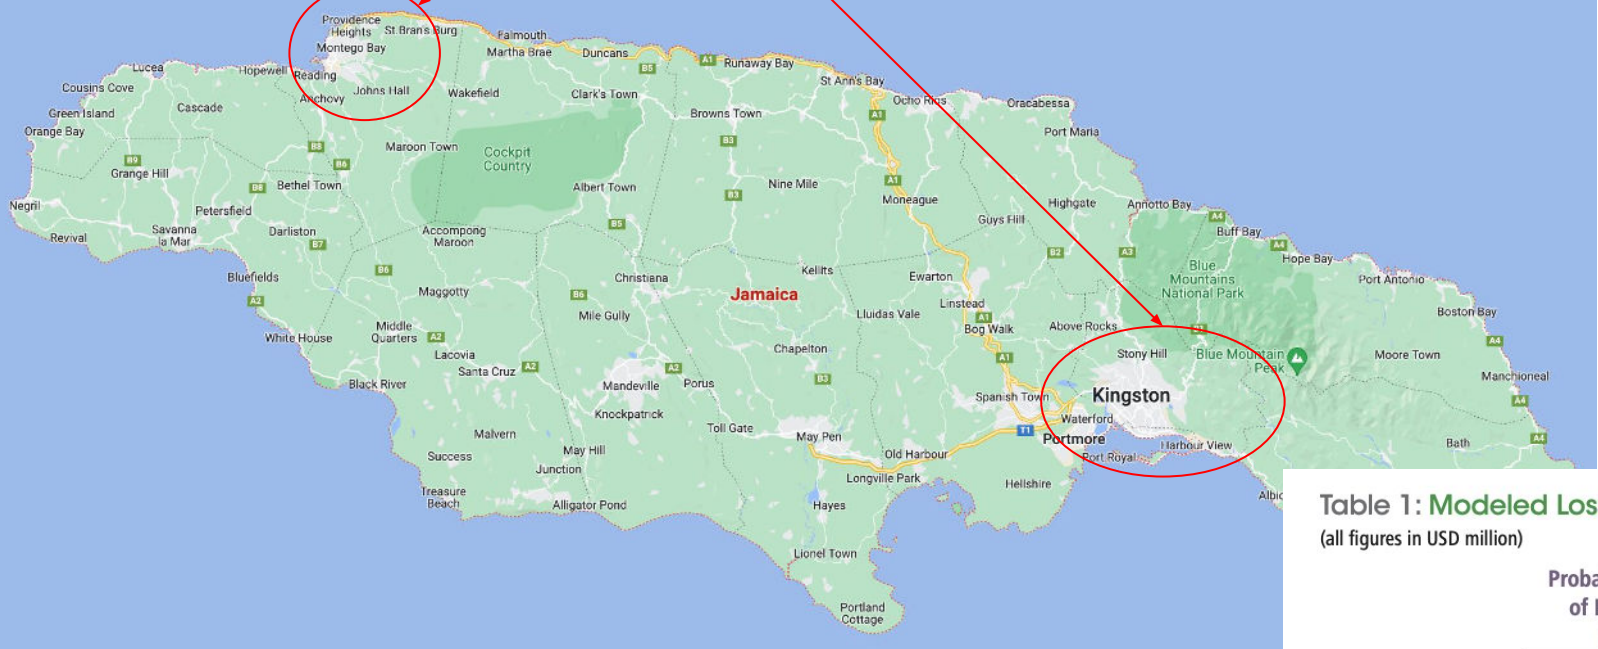 Providence
Heights
St Bran's Burg
Montego Bay
Reading
Anchovy
Johns Hall
Falmouth
Martha Brae
Duncans
B5
A1
Runaway Bay
St Ann's Bay
Ocho Rios
Oracabessa
Lucea
Hopewell
Cousins Cove
Green Island
Orange Bay
Cascade
Wakefield
Clark's Town
Browns Town
A1
Port Maria
B9
Grange Hill
B8
B6
B8
Bethel Town
Maroon Town
Cockpit
Country
Albert Town
B3
B3
Nine Mile
A1
Moneague
Highgate
Guys Hill
Annotto Bay
A4
Buff Bay
A4
Hope Bay
Negril
Revival
Petersfield
Savanna
la Mar
Darliston
B7
Accompong
Maroon
B5
B2
A3
Blue
Mountains
National Park
Port Antonio
Bluefields
A2
B6
Maggotty
Christiana
B6
Mile Gully
Jamaica
Kellits
Ewarton
Linstead
Lluidas Vale
A1
Bog Walk
Above Rocks
A3
Boston Bay
A4
White House
Middle
Quarters
A2
Lacovia
Santa Cruz
A2
A2
Chapelton
A1
Stony Hill
Blue Mountain
Peak
Moore Town
Manchioneal
A4
Black River
Mandeville
Porus
B3
Spanish Town
Kingston
Knockpatrick
Toll Gate
May Pen
T1
Waterford
Portmore
Harbour View
Port Royal
Bath
A4
Malvern
Success
May Hill
Junction
Old Harbour
Longville Park
Hellshire
Treasure
Beach
Alligator Pond
Hayes
Lionel Town
Portland
Cottage
Table 1: Modeled Los
(all figures in USD million)
Proba
of